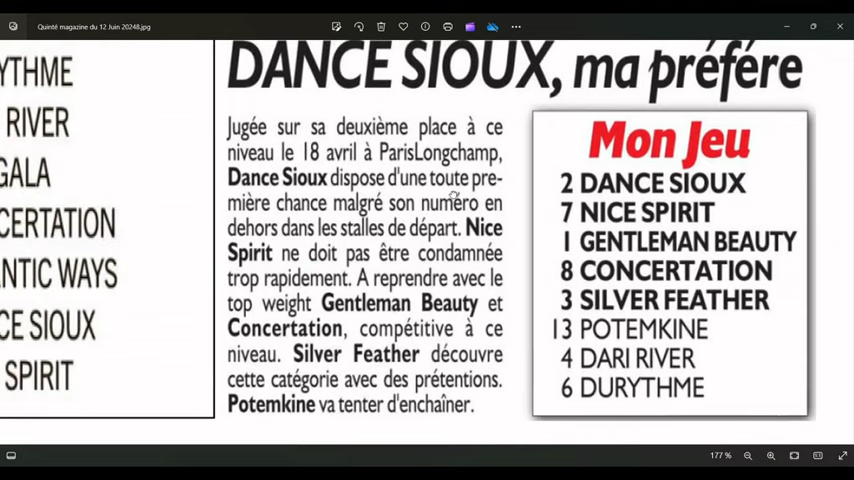 Quinté magazine du 12 Juin 20248.jpg
YTHME
RIVER
GALA
CERTATION
ANTIC WAYS
CE SIOUX
SPIRIT
DANCE SIOUX, ma préfére
Jugée sur sa deuxième place à ce
niveau le 18 avril à ParisLongchamp,
Dance Sioux dispose d'une toute pre-
mière chance malgré son numéro en
dehors dans les stalles de départ. Nice
Spirit ne doit pas être condamnée
trop rapidement. A reprendre avec le
top weight Gentleman Beauty et
Concertation, compétitive à ce
niveau. Silver Feather découvre
cette catégorie avec des prétentions.
Potemkine va tenter d'enchaîner.
Mon Jeu
2 DANCE SIOUX
7 NICE SPIRIT
1 GENTLEMAN BEAUTY
8 CONCERTATION
3 SILVER FEATHER
13 POTEMKINE
4 DARI RIVER
6 DURYTHME
177 %